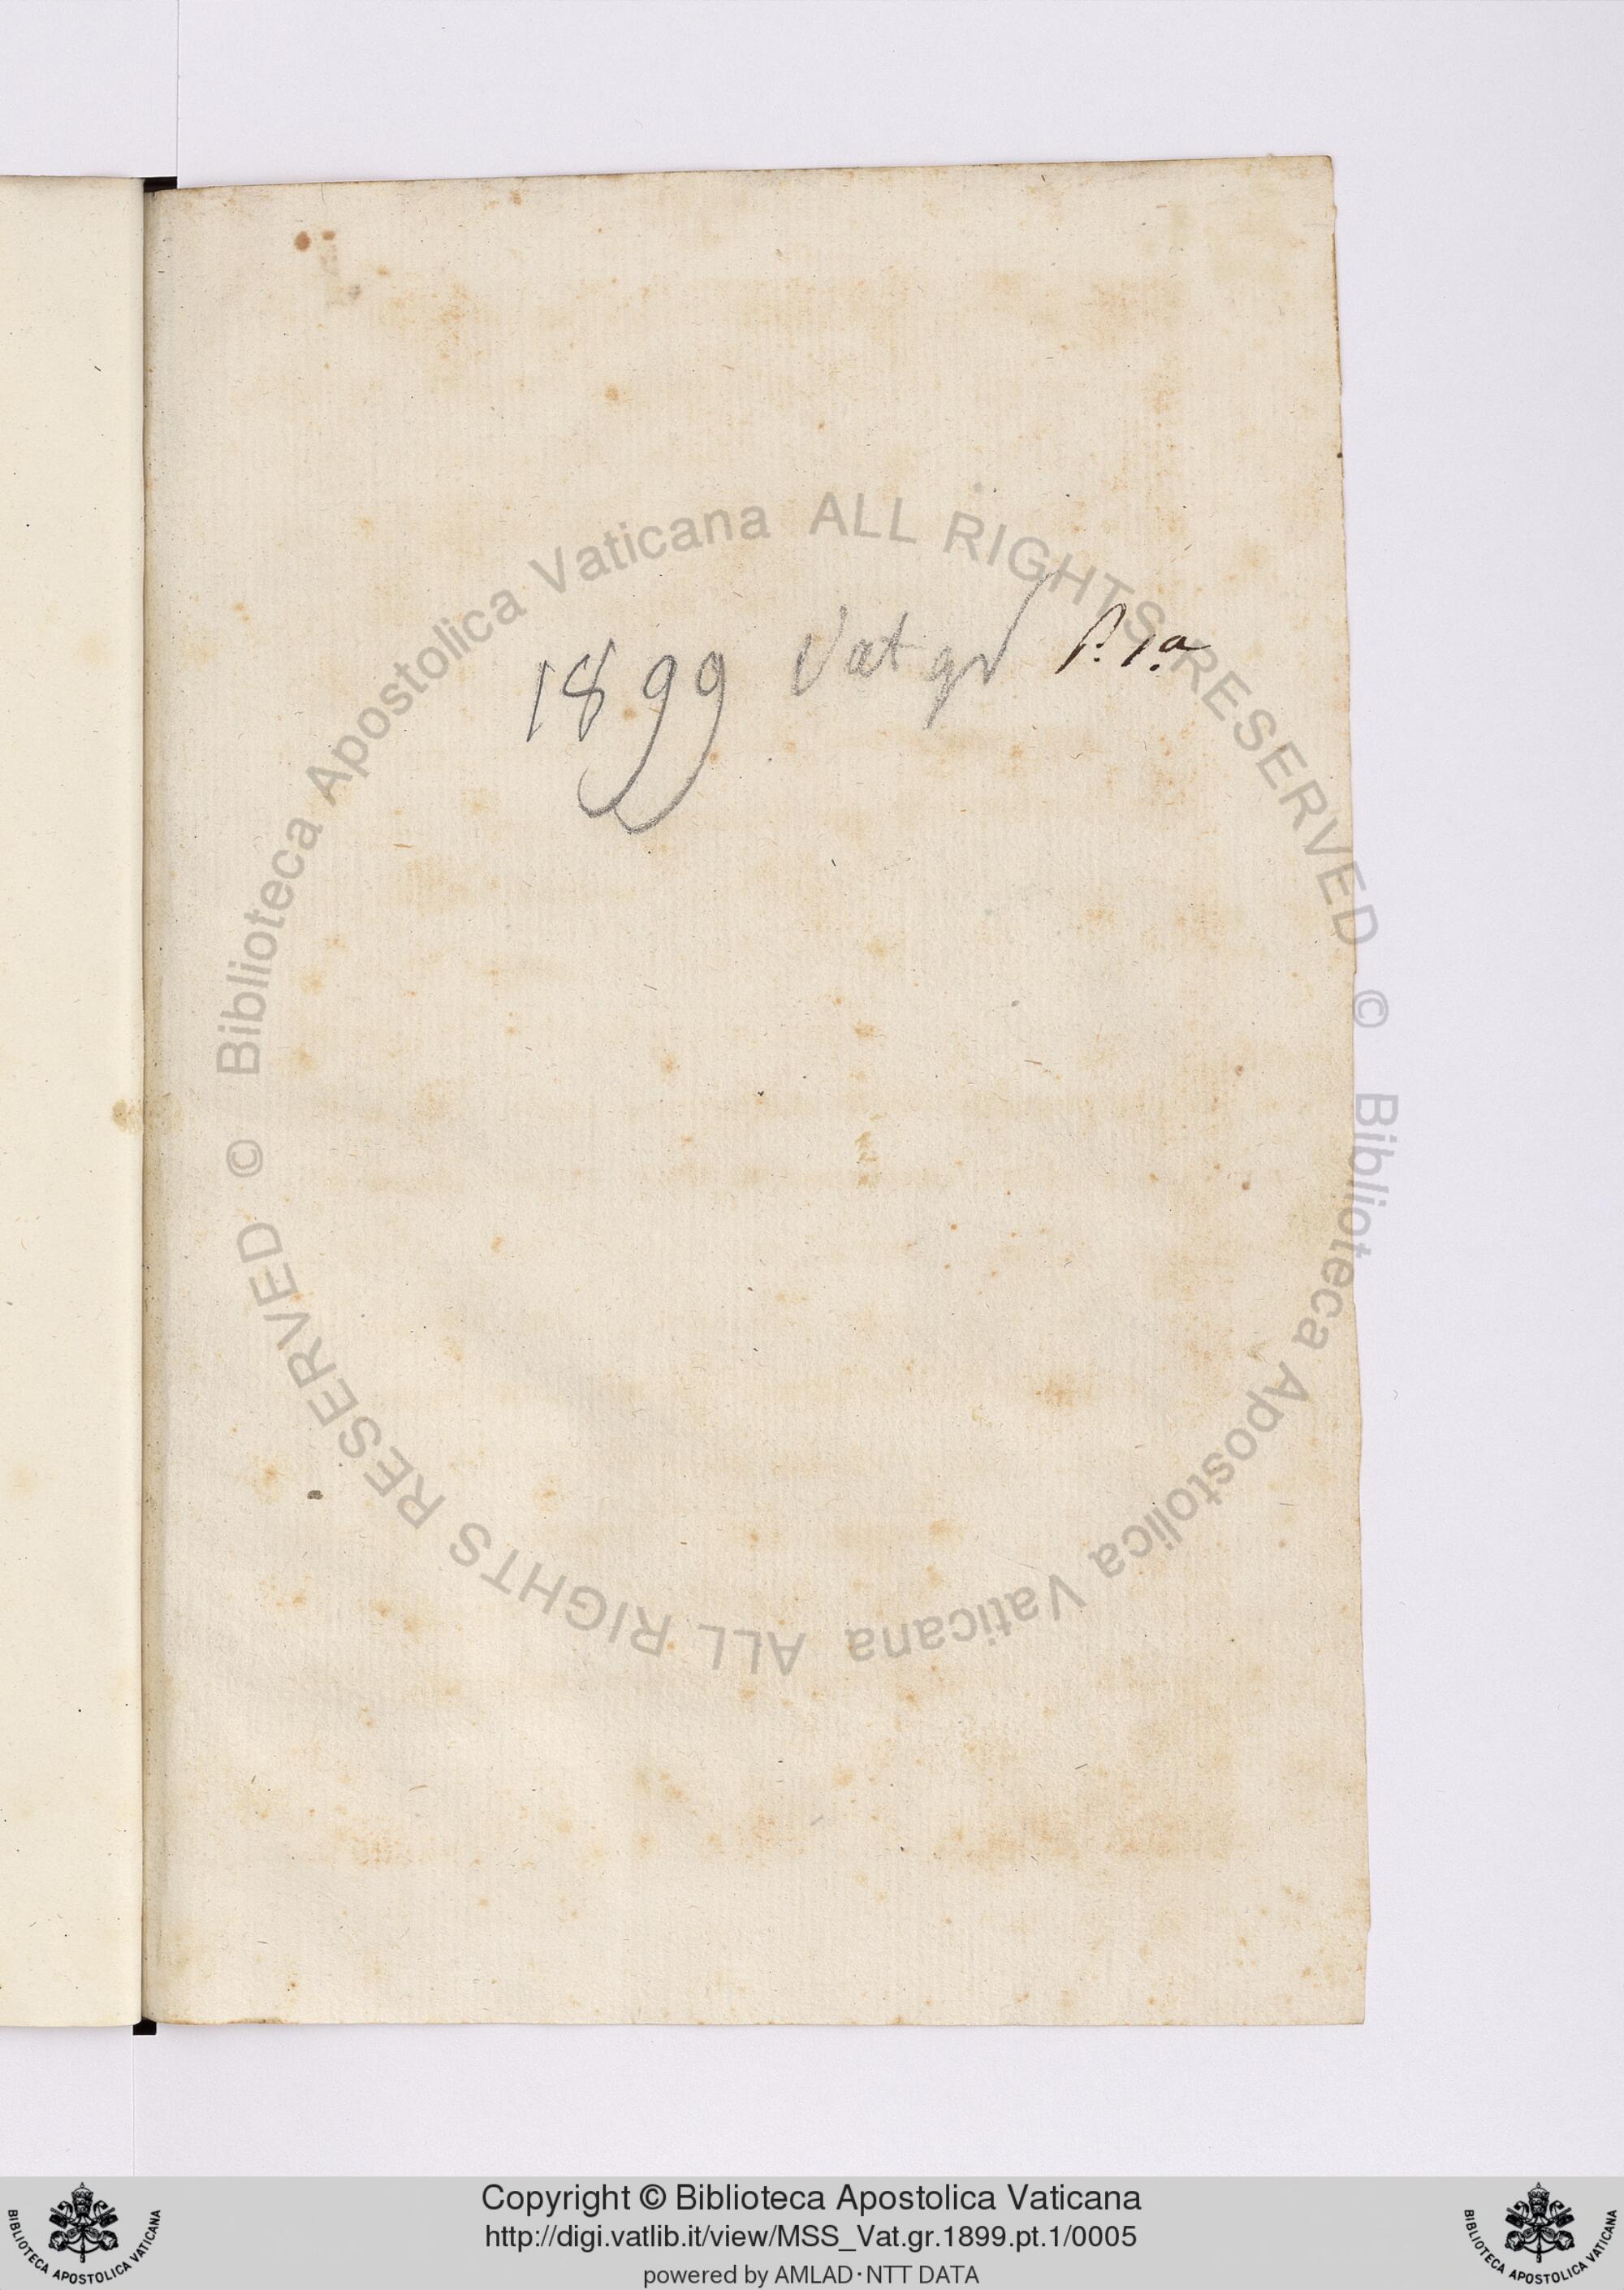 1899 Vat gr P. 1.a
© Biblioteca Apostolica Vaticana ALL RIGHTS RESERVED
© Biblioteca Apostolica Vaticana ALL RIGHTS RESERVED
Copyright © Biblioteca Apostolica Vaticana
http://digi.vatlib.it/view/MSS_Vat.gr.1899.pt.1/0005
powered by AMLAD·NTT DATA
BIBLIOTECA APOSTOLICA VATICANA
BIBLIOTECA APOSTOLICA VATICANA